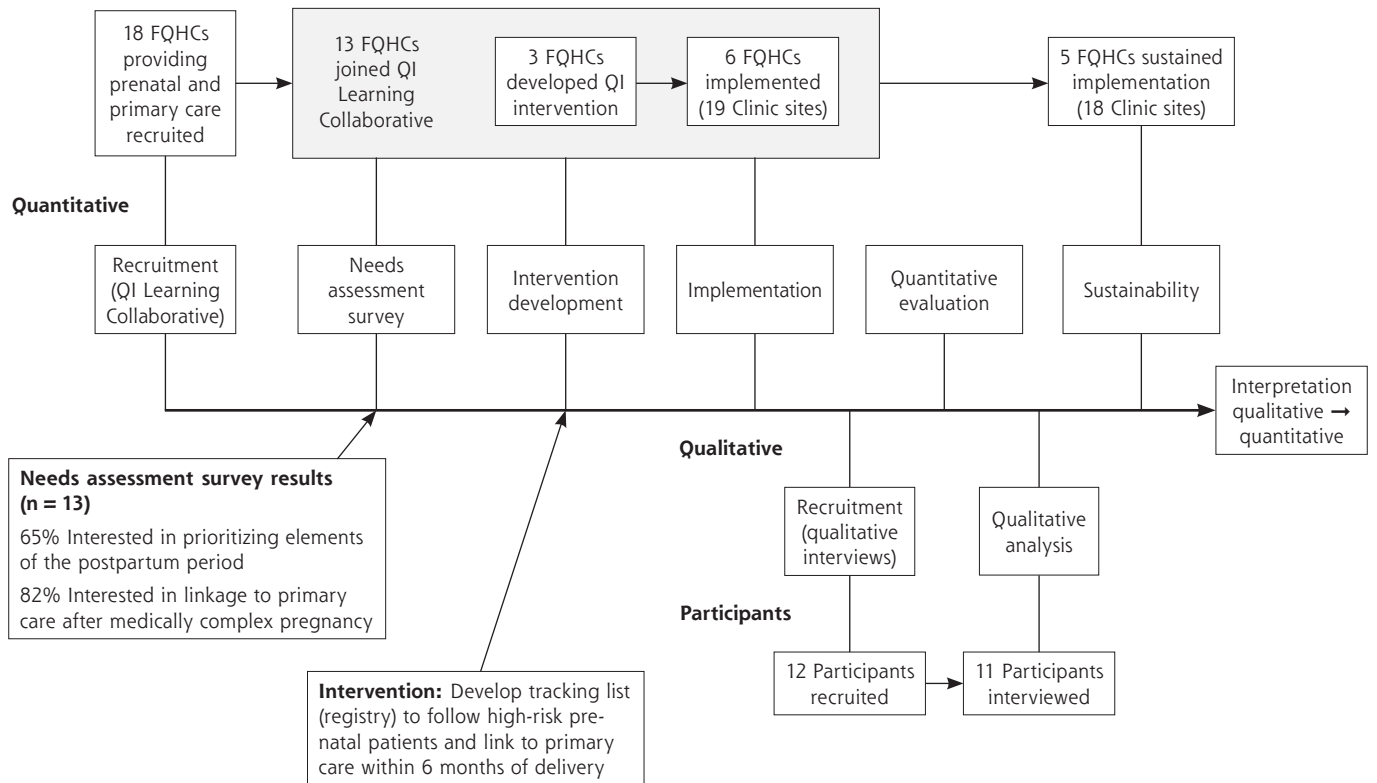 18 FQHCs
providing
prenatal and
primary care
recruited
13 FQHCs
joined QI
Learning
Collaborative
3 FQHCs
developed QI
intervention
6 FQHCs
implemented
(19 Clinic sites)
5 FQHCs sustained
implementation
(18 Clinic sites)
Quantitative
Recruitment
(QI Learning
Collaborative)
Needs
assessment
survey
Intervention
development
Implementation
Quantitative
evaluation
Sustainability
Interpretation
qualitative →
quantitative
Qualitative
Needs assessment survey results
(n = 13)
65% Interested in prioritizing elements
of the postpartum period
82% Interested in linkage to primary
care after medically complex pregnancy
Recruitment
(qualitative
interviews)
Qualitative
analysis
Participants
12 Participants
recruited
11 Participants
interviewed
Intervention: Develop tracking list
(registry) to follow high-risk pre-
natal patients and link to primary
care within 6 months of delivery